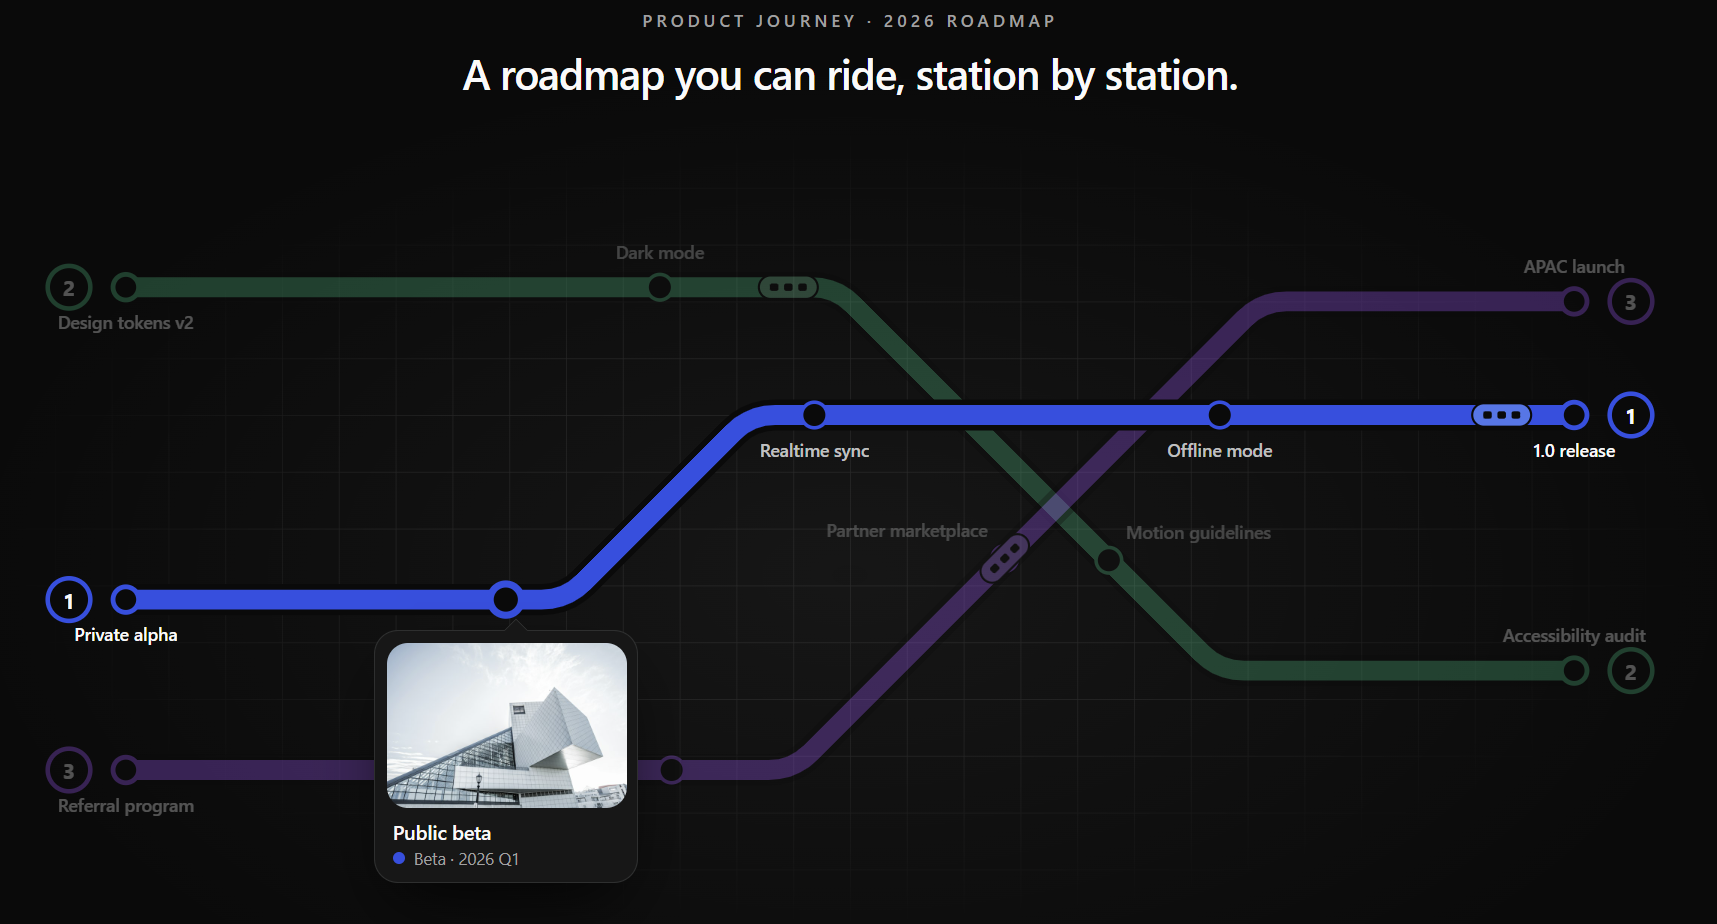 PRODUCT JOURNEY · 2026 ROADMAP
A roadmap you can ride, station by station.
Dark mode
APAC launch
2
3
Design tokens v2
1
Realtime sync
Offline mode
1.0 release
Partner marketplace
Motion guidelines
1
Private alpha
Accessibility audit
2
3
Referral program
Public beta
Beta · 2026 Q1